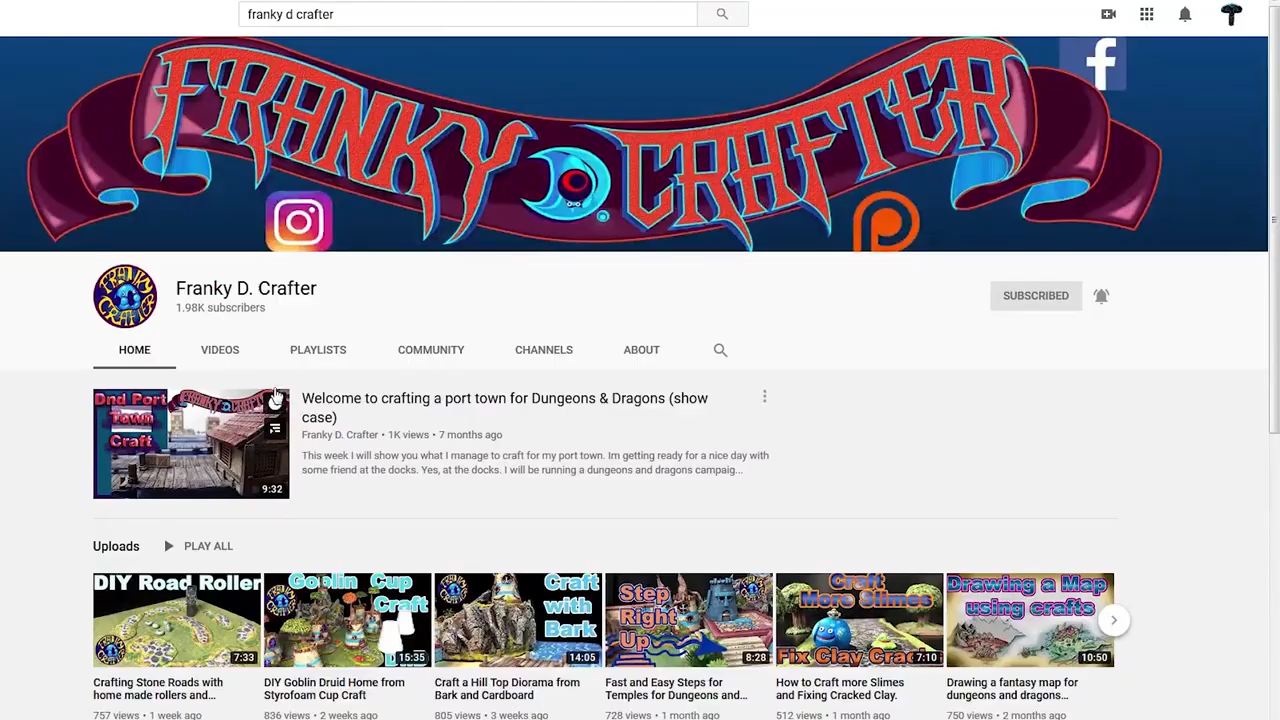 franky d crafter
FRANKY D. CRAFTER
Franky D. Crafter
1.98K subscribers
SUBSCRIBED
HOME
VIDEOS
PLAYLISTS
COMMUNITY
CHANNELS
ABOUT
Dnd Port
Town
Craft
FRANKY CRAFTER
9:32
Welcome to crafting a port town for Dungeons & Dragons (show
case)
Franky D. Crafter • 1K views • 7 months ago
This week I will show you what I manage to craft for my port town. Im getting ready for a nice day with
some friend at the docks. Yes, at the docks. I will be running a dungeons and dragons campaig...
Uploads
PLAY ALL
DIY Road Roller
7:33
Crafting Stone Roads with
home made rollers and...
757 views • 1 week ago
Goblin Cup
Craft
15:35
DIY Goblin Druid Home from
Styrofoam Cup Craft
836 views • 2 weeks ago
Craft
with
Bark
14:05
Craft a Hill Top Diorama from
Bark and Cardboard
805 views • 3 weeks ago
Step
Right
Up
8:28
Fast and Easy Steps for
Temples for Dungeons and...
728 views • 1 month ago
Craft
More Slimes
Fix Clay Crac
7:10
How to Craft more Slimes
and Fixing Cracked Clay.
512 views • 1 month ago
Drawing a Map
using crafts
10:50
Drawing a fantasy map for
dungeons and dragons...
750 views • 2 months ago